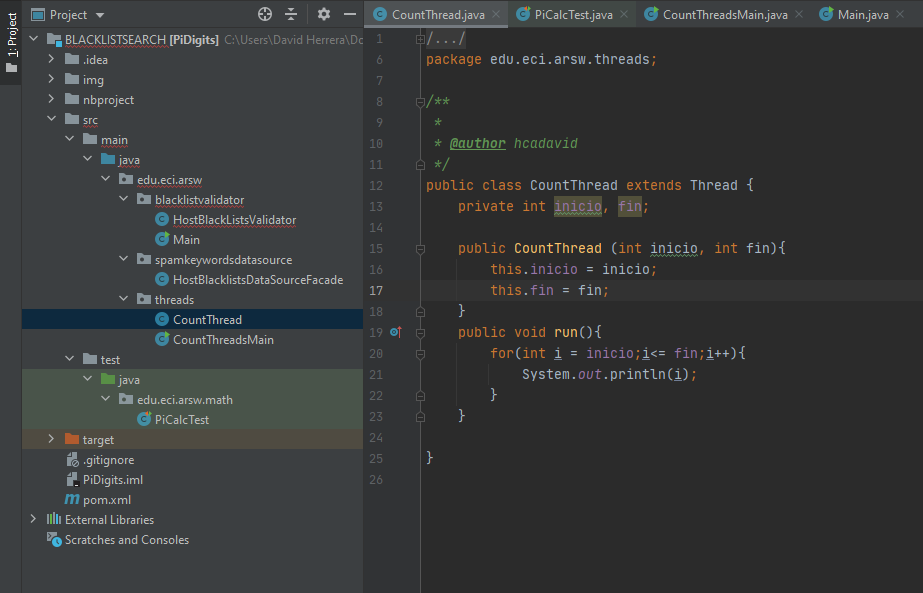 1: Project
Project
BLACKLISTSEARCH [PiDigits] C:\Users\David Herrera\Do
.idea
img
nbproject
src
main
java
edu.eci.arsw
blacklistvalidator
HostBlackListsValidator
Main
spamkeywordsdatasource
HostBlacklistsDataSourceFacade
threads
CountThread
CountThreadsMain
test
java
edu.eci.arsw.math
PiCalcTest
target
.gitignore
PiDigits.iml
pom.xml
External Libraries
Scratches and Consoles
CountThread.java PiCalcTest.java CountThreadsMain.java Main.java
1 /.../
6 package edu.eci.arsw.threads;
7
8 /**
9 *
10 * @author hcadavid
11 */
12 public class CountThread extends Thread {
13 private int inicio, fin;
14
15 public CountThread (int inicio, int fin){
16 this.inicio = inicio;
17 this.fin = fin;
18 }
19 public void run(){
20 for(int i = inicio;i<= fin;i++){
21 System.out.println(i);
22 }
23 }
24
25 }
26